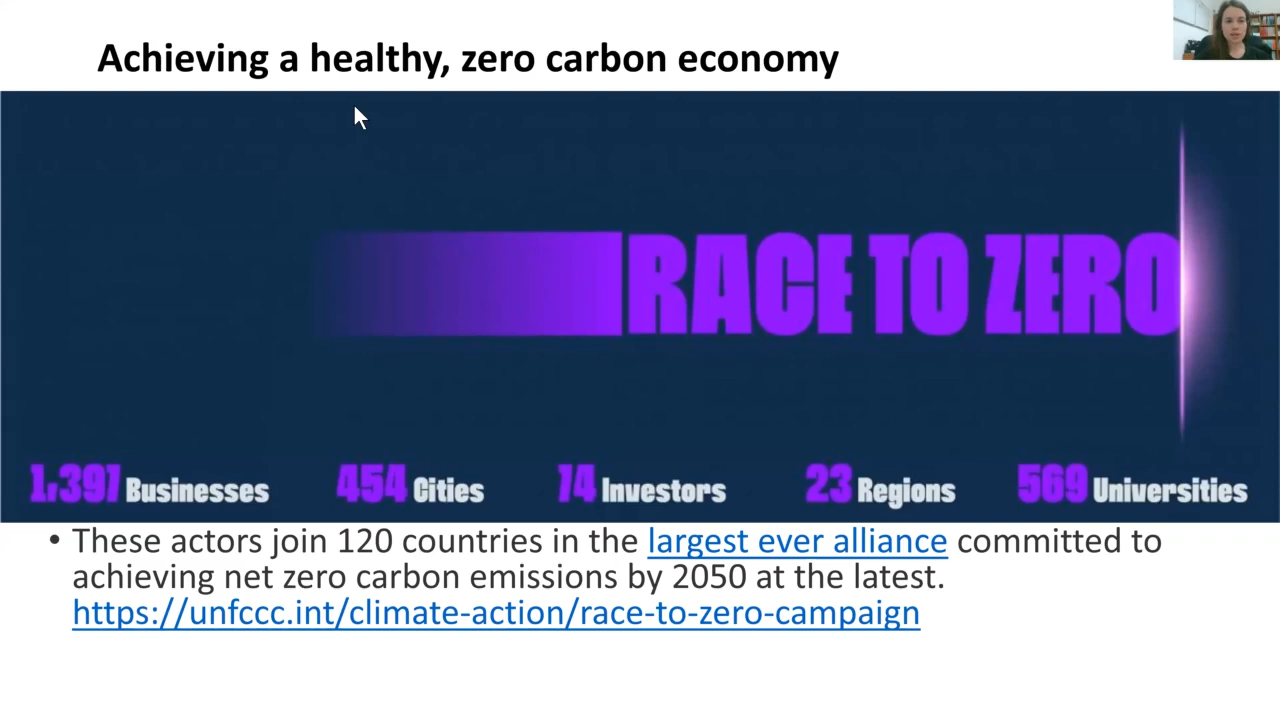 Achieving a healthy, zero carbon economy
RACE TO ZERO
1,397 Businesses 454 Cities 74 Investors 23 Regions 569 Universities
• These actors join 120 countries in the largest ever alliance committed to
achieving net zero carbon emissions by 2050 at the latest.
https://unfccc.int/climate-action/race-to-zero-campaign